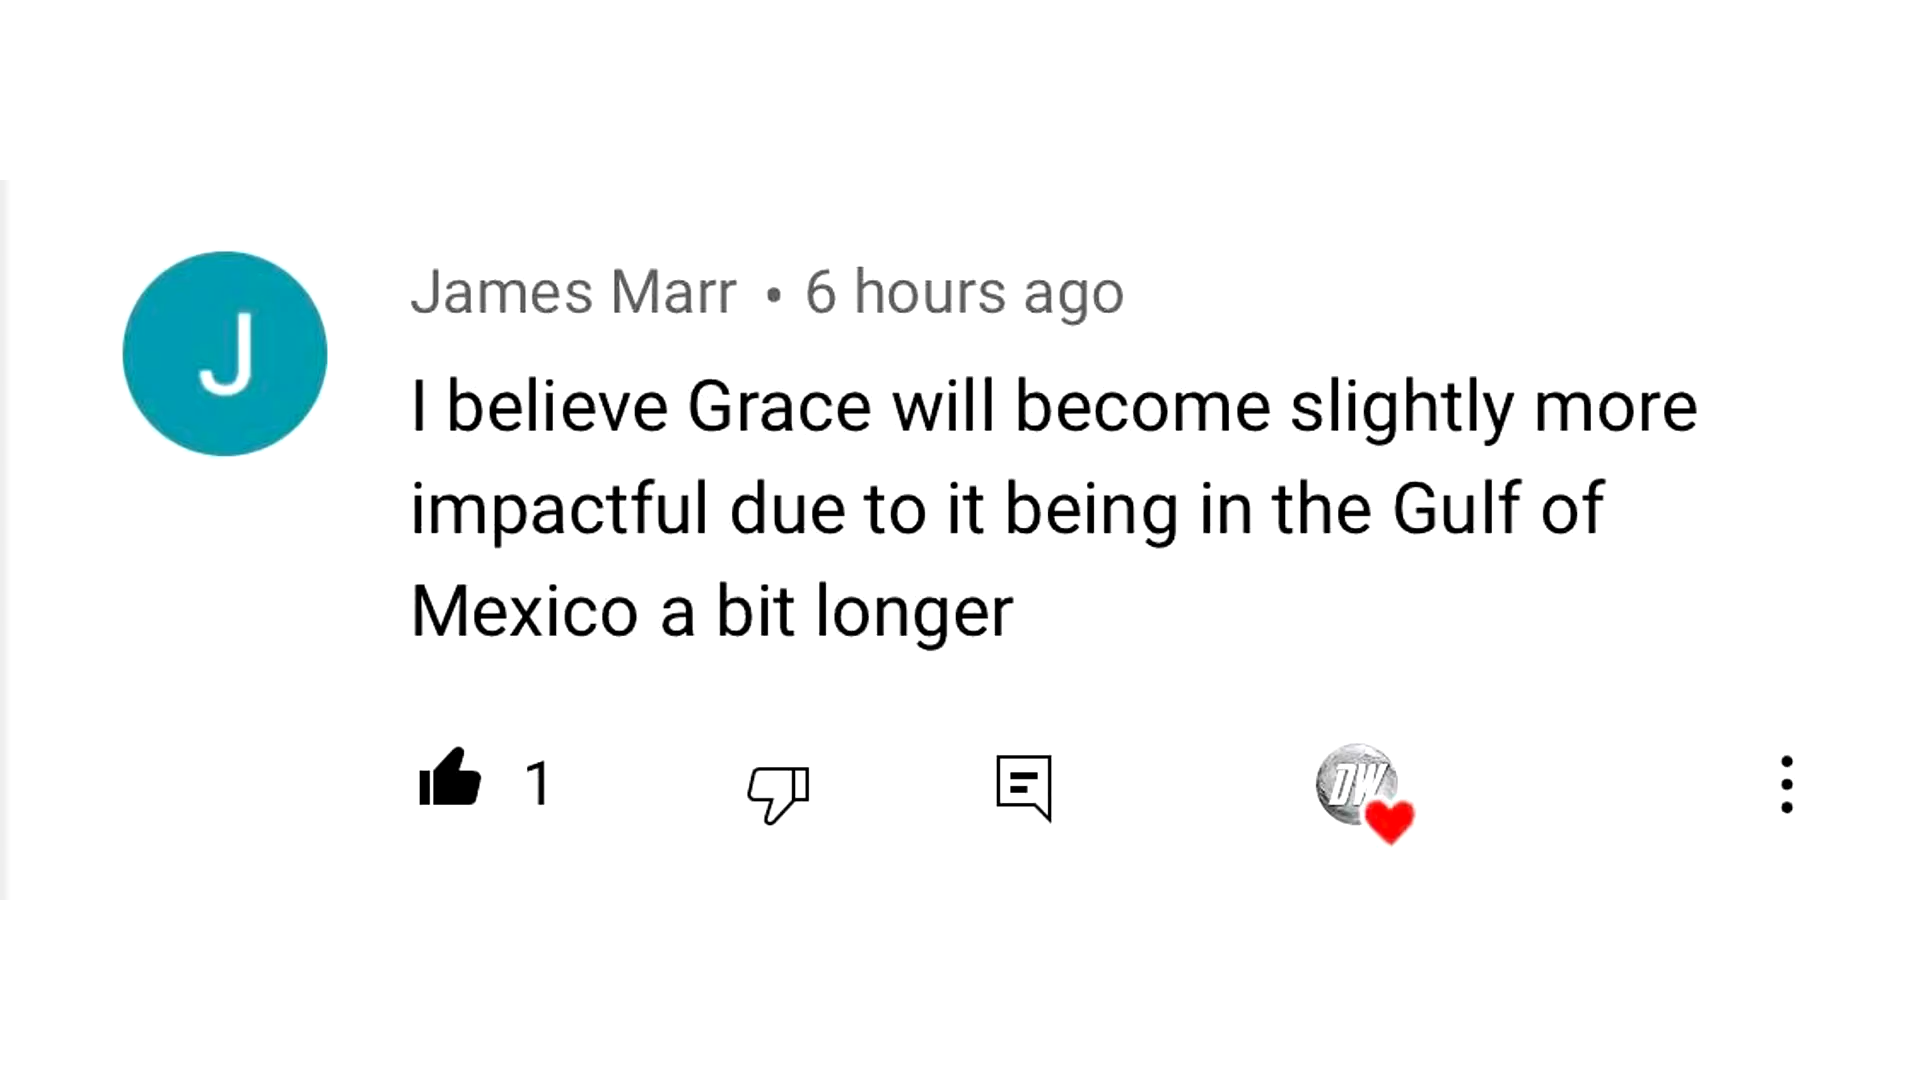 J
James Marr • 6 hours ago
I believe Grace will become slightly more
impactful due to it being in the Gulf of
Mexico a bit longer
1
DW